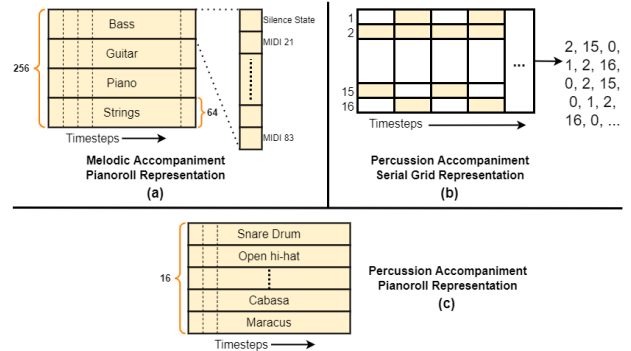 Bass
Guitar
Piano
Strings
256
64
Timesteps
Silence State
MIDI 21
MIDI 83
Melodic Accompaniment
Pianoroll Representation
(a)
1
2
15
16
...
Timesteps
2, 15, 0,
1, 2, 16,
0, 2, 15,
0, 1, 2,
16, 0, ...
Percussion Accompaniment
Serial Grid Representation
(b)
16
Snare Drum
Open hi-hat
Cabasa
Maracus
Timesteps
Percussion Accompaniment
Pianoroll Representation
(c)